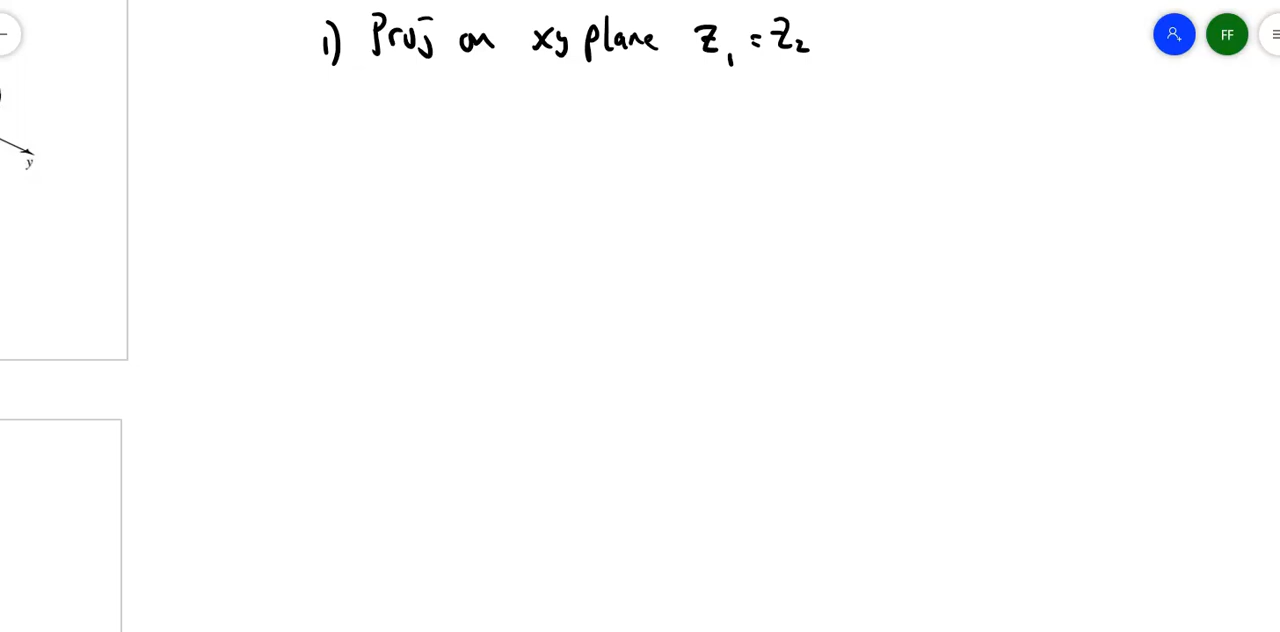 1) Proj on xy plane z₁ = z₂
FF
y